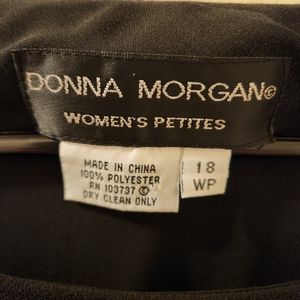 DONNA MORGAN©
WOMEN'S PETITES
MADE IN CHINA
100% POLYESTER
RN 103737 ©
DRY CLEAN ONLY
18
WP